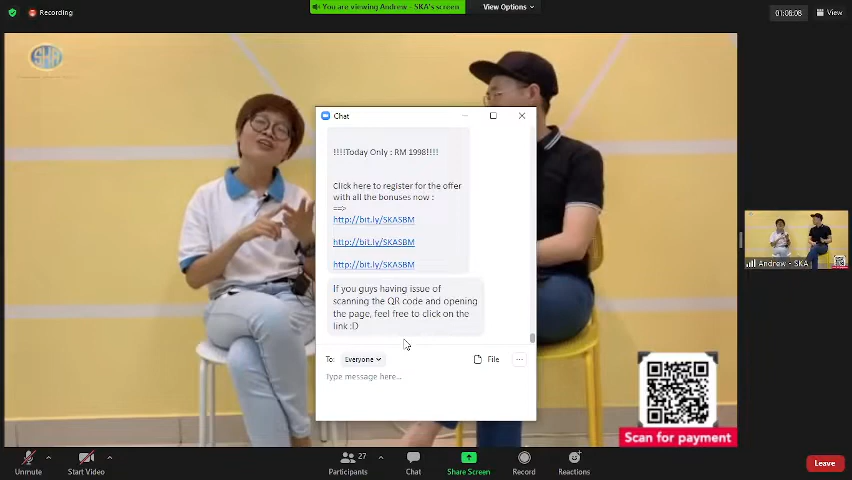 Recording
You are viewing Andrew - SKA's screen
View Options
01:08:08
View
SKA
Chat
!!!!Today Only : RM 1998!!!!
Click here to register for the offer
with all the bonuses now :
==>
http://bit.ly/SKASBM
http://bit.ly/SKASBM
http://bit.ly/SKASBM
If you guys having issue of
scanning the QR code and opening
the page, feel free to click on the
link :D
To: Everyone
File
Type message here...
Andrew - SKA
Scan for payment
Unmute
Start Video
27
Participants
Chat
Share Screen
Record
Reactions
Leave